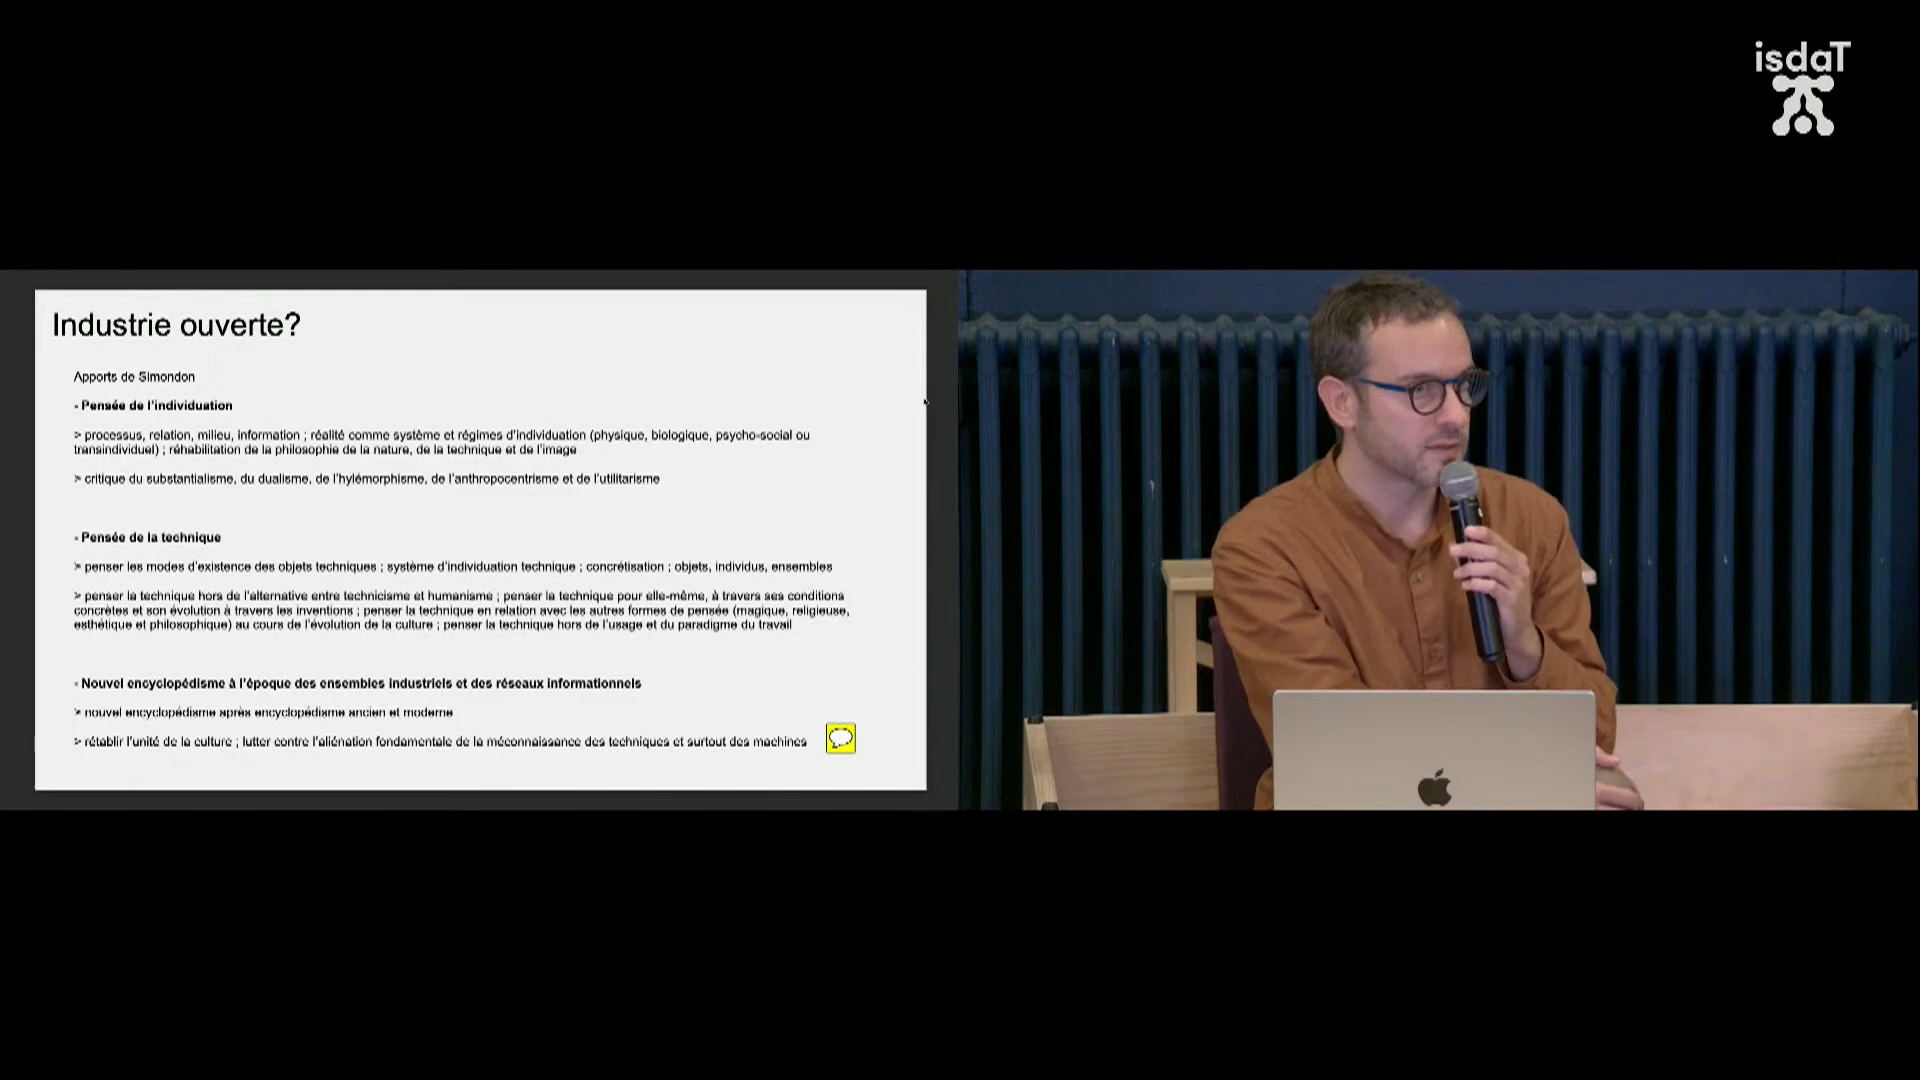 isdaT
Industrie ouverte?
Apports de Simondon
- Pensée de l'individuation
> processus, relation, milieu, information ; réalité comme système et régimes d'individuation (physique, biologique, psycho-social ou
transindividuel) ; réhabilitation de la philosophie de la nature, de la technique et de l'image
> critique du substantialisme, du dualisme, de l'hylémorphisme, de l'anthropocentrisme et de l'utilitarisme
- Pensée de la technique
> penser les modes d'existence des objets techniques ; système d'individuation technique ; concrétisation ; objets, individus, ensembles
> penser la technique hors de l'alternative entre technicisme et humanisme ; penser la technique pour elle-même, à travers ses conditions
concrètes et son évolution à travers les inventions ; penser la technique en relation avec les autres formes de pensée (magique, religieuse,
esthétique et philosophique) au cours de l'évolution de la culture ; penser la technique hors de l'usage et du paradigme du travail
- Nouvel encyclopédisme à l'époque des ensembles industriels et des réseaux informationnels
> nouvel encyclopédisme après encyclopédisme ancien et moderne
> rétablir l'unité de la culture ; lutter contre l'aliénation fondamentale de la méconnaissance des techniques et surtout des machines